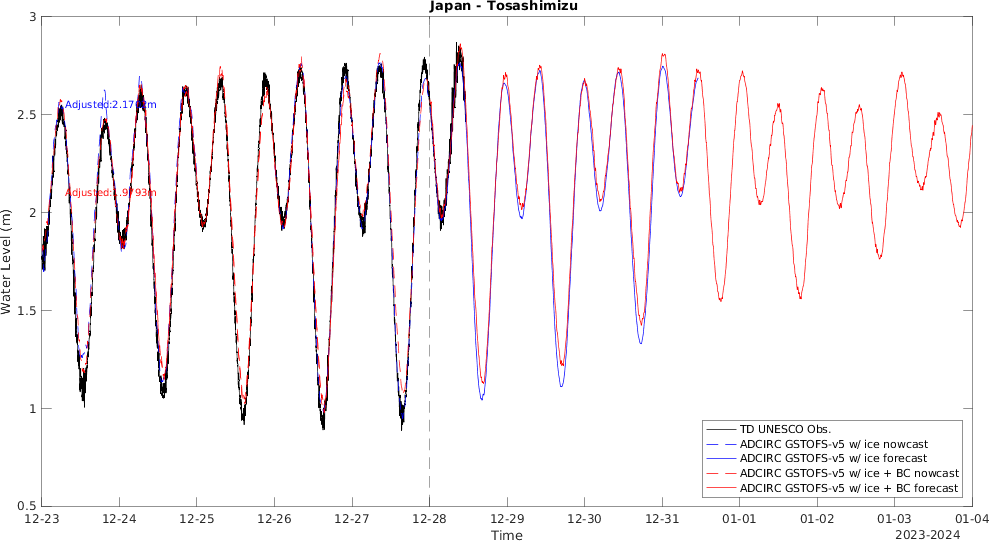 Japan - Tosashimizu
3
2.5
2
1.5
1
0.5
Water Level (m)
Adjusted:2.1762m
Adjusted:1.9793m
TD UNESCO Obs.
ADCIRC GSTOFS-v5 w/ ice nowcast
ADCIRC GSTOFS-v5 w/ ice forecast
ADCIRC GSTOFS-v5 w/ ice + BC nowcast
ADCIRC GSTOFS-v5 w/ ice + BC forecast
12-23 12-24 12-25 12-26 12-27 12-28 12-29 12-30 12-31 01-01 01-02 01-03 01-04
Time
2023-2024